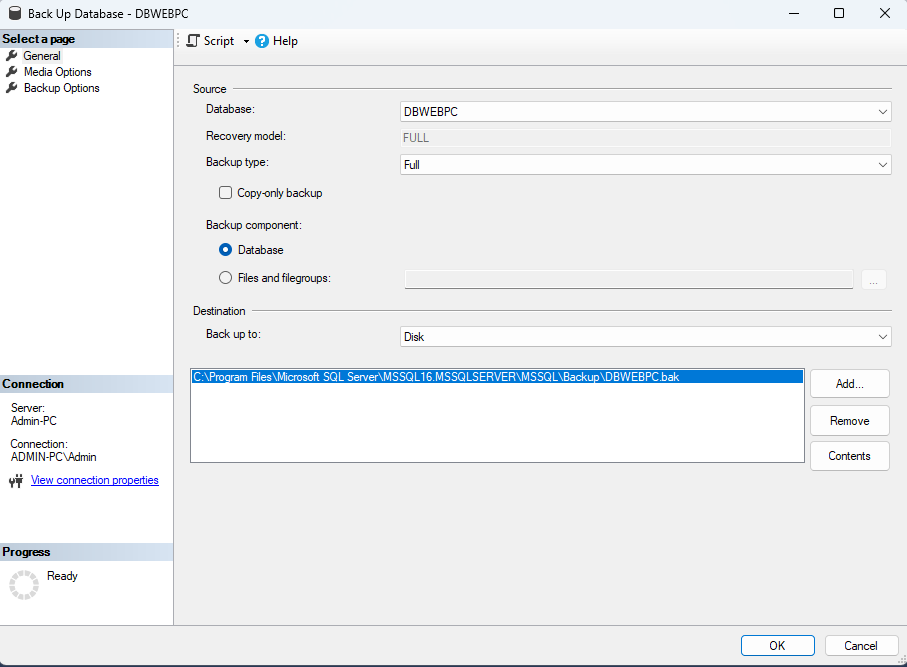 Back Up Database - DBWEBPC
Select a page
General
Media Options
Backup Options
Script
Help
Source
Database:
DBWEBPC
Recovery model:
FULL
Backup type:
Full
Copy-only backup
Backup component:
Database
Files and filegroups:
...
Destination
Back up to:
Disk
C:\Program Files\Microsoft SQL Server\MSSQL16.MSSQLSERVER\MSSQL\Backup\DBWEBPC.bak
Add...
Remove
Contents
Connection
Server:
Admin-PC
Connection:
ADMIN-PC\Admin
View connection properties
Progress
Ready
OK
Cancel